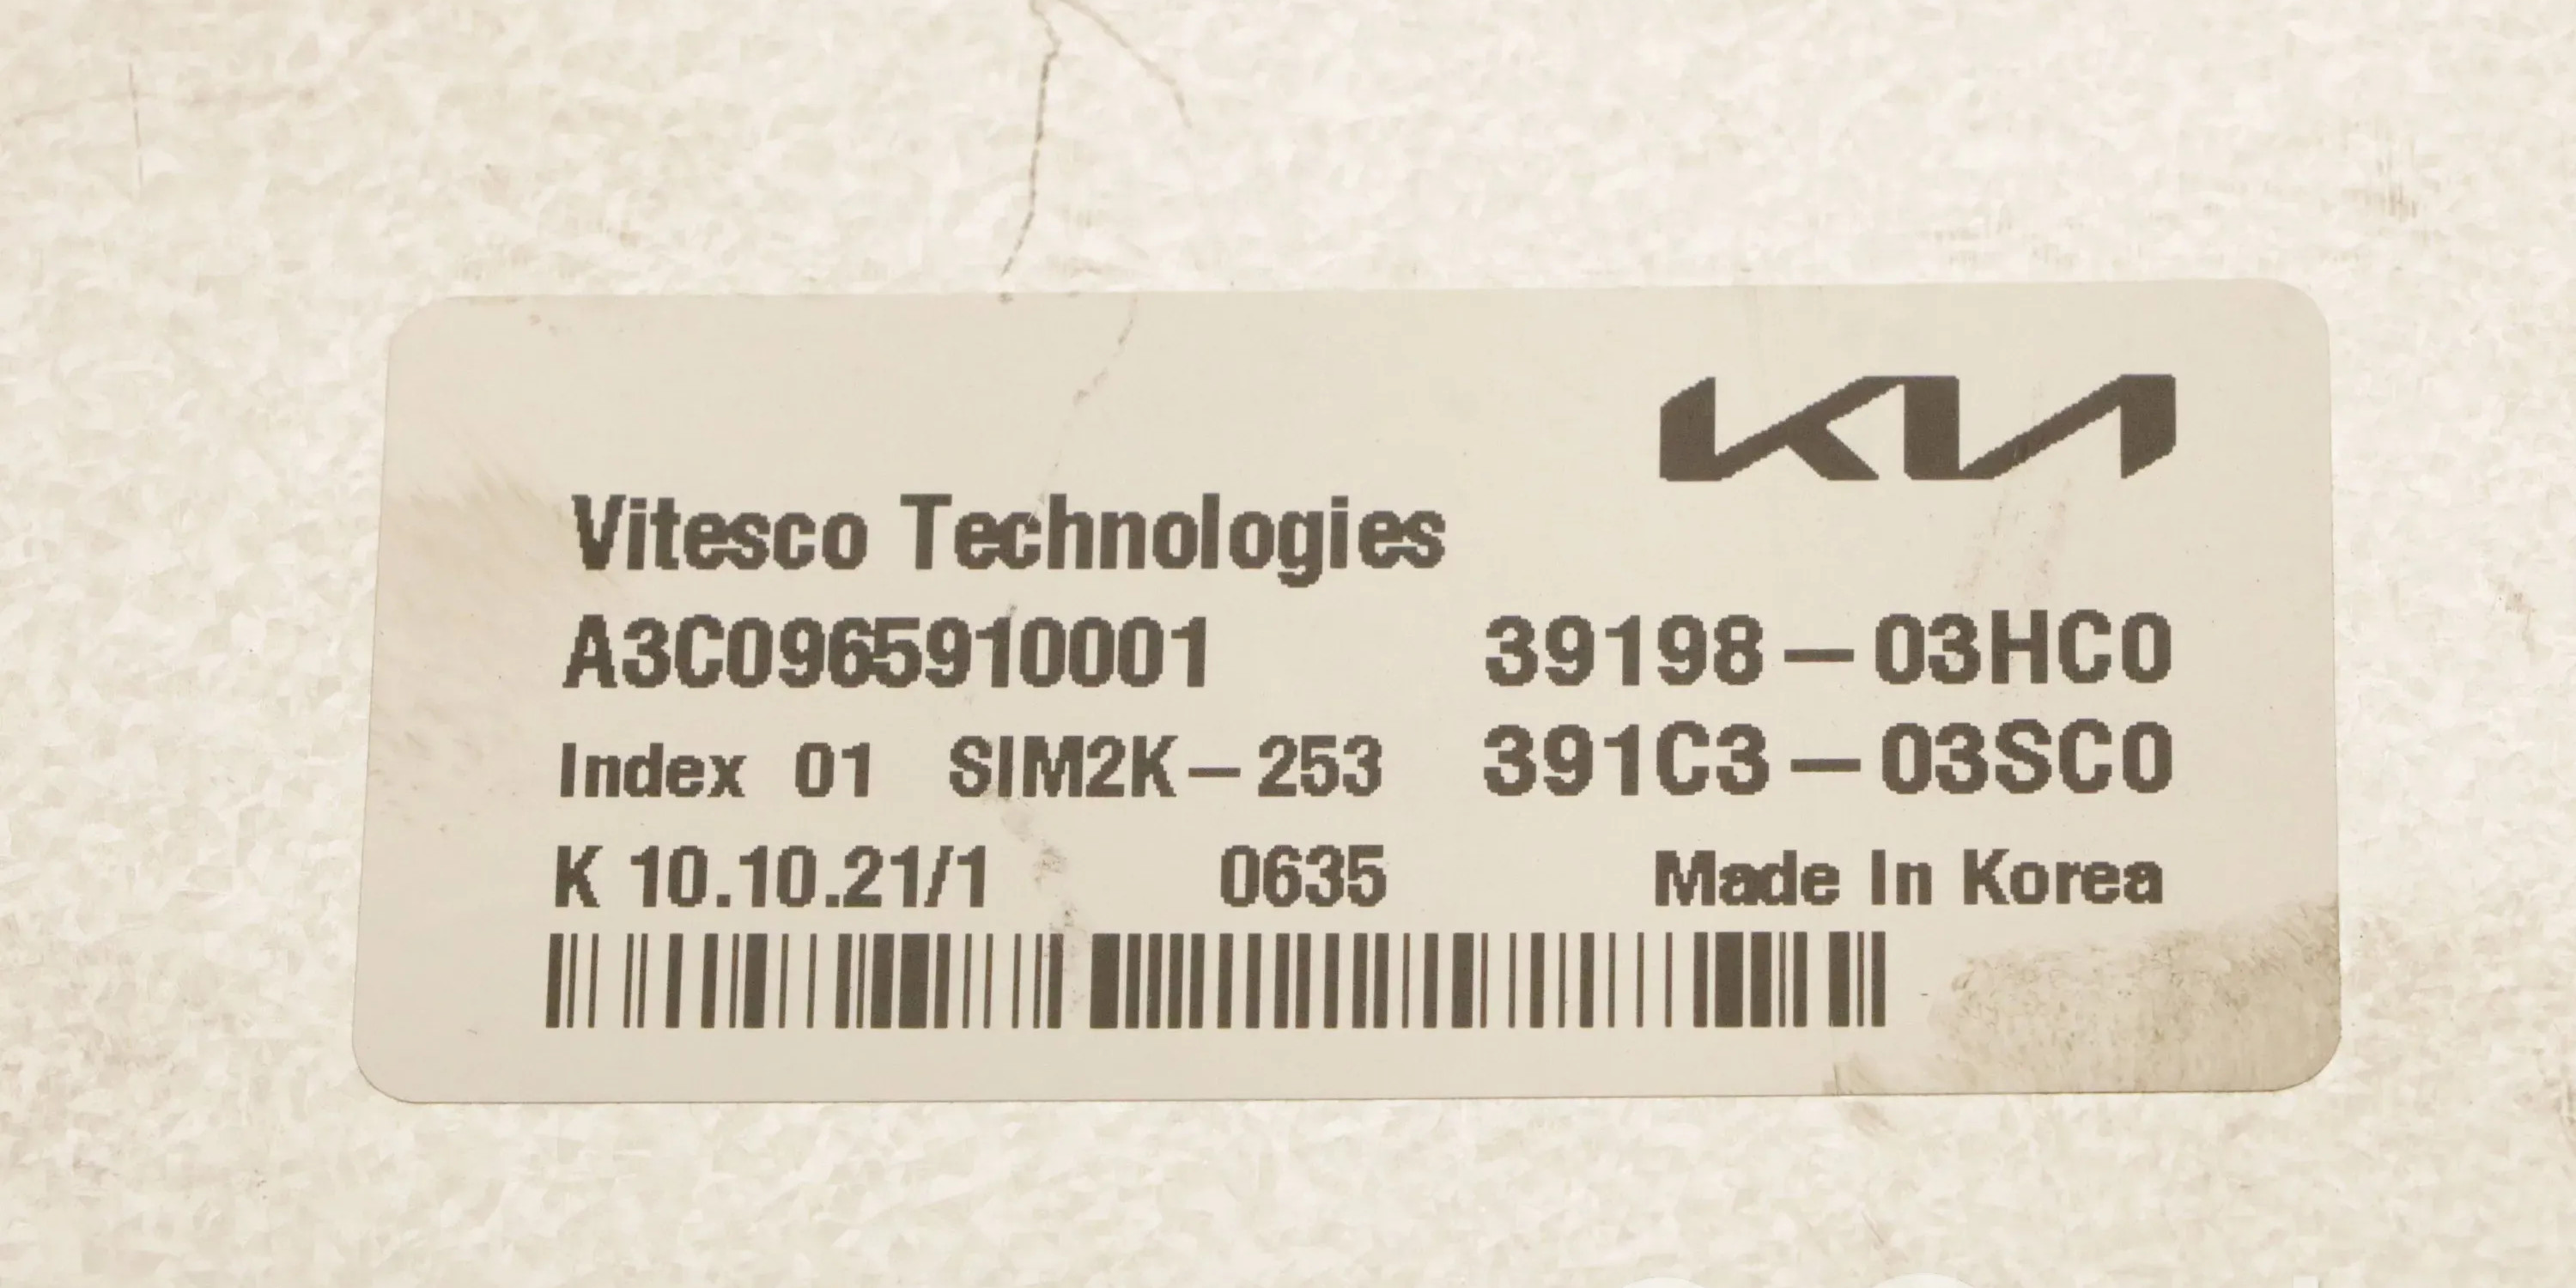 KIA
Vitesco Technologies
A3C0965910001 39198-03HC0
Index 01 SIM2K-253 391C3-03SC0
K 10.10.21/1 0635 Made In Korea